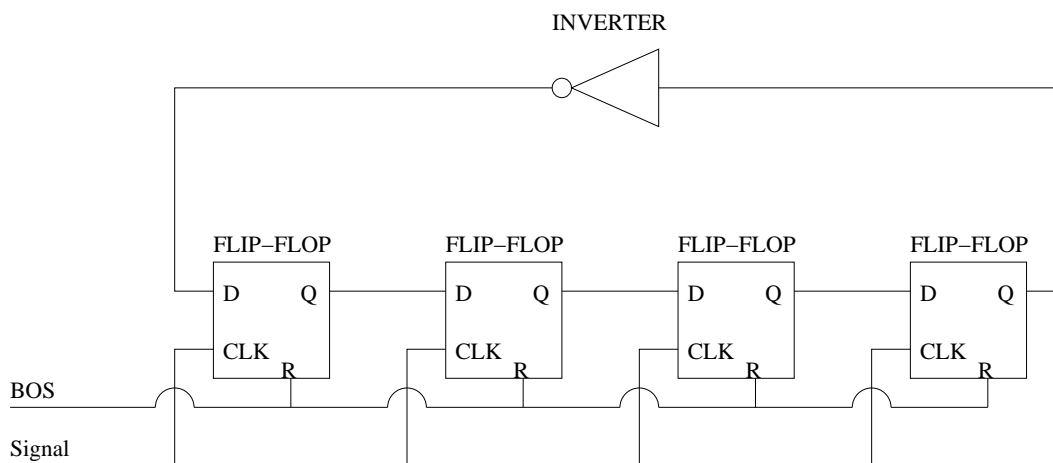 INVERTER
FLIP–FLOP FLIP–FLOP FLIP–FLOP FLIP–FLOP
D Q D Q D Q D Q
CLK CLK CLK CLK
R R R R
BOS
Signal